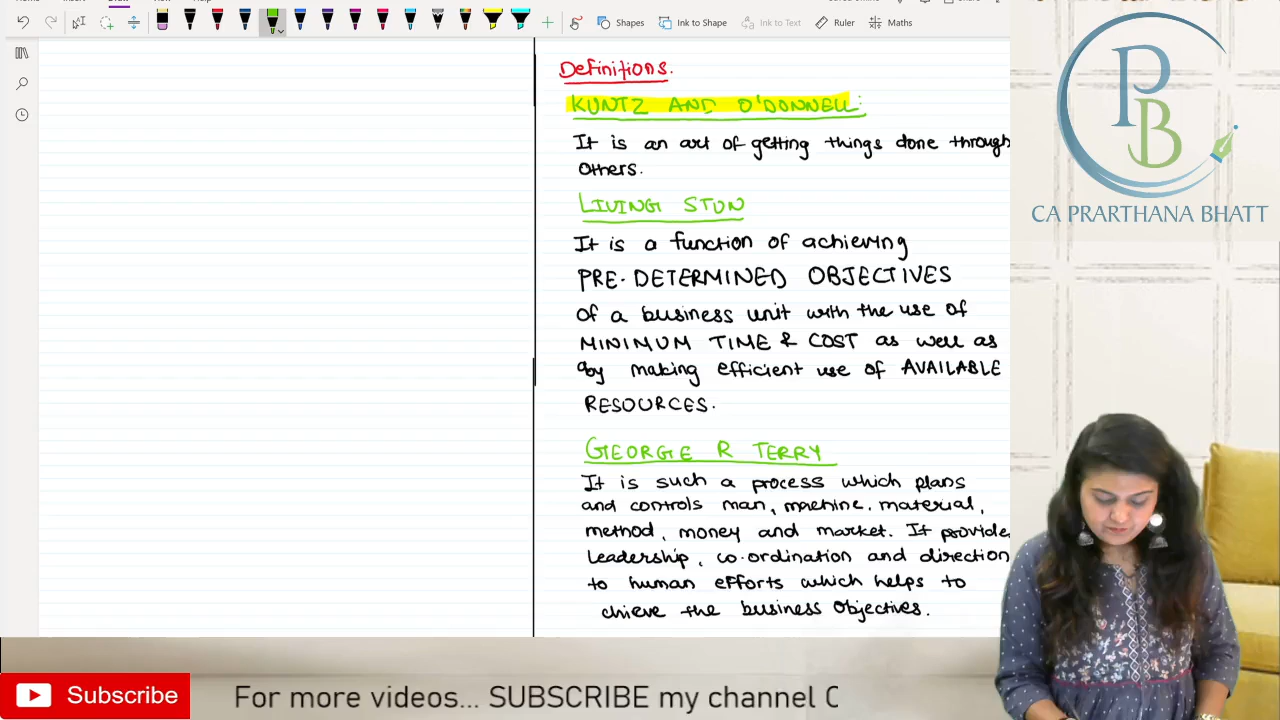 Shapes
Ink to Shape
Ink to Text
Ruler
Maths
Definitions.
KUNTZ AND O'DONNELL:
It is an art of getting things done through
others.
LIVING STON
It is a function of achieving
PRE-DETERMINED OBJECTIVES
of a business unit with the use of
MINIMUM TIME & COST as well as
by making efficient use of AVAILABLE
RESOURCES.
GEORGE R TERRY
It is such a process which plans
and controls man, machine, material,
method, money and market. It provide
leadership, co-ordination and direction
to human efforts which helps to
chieve the business objectives.
PB
CA PRARTHANA BHATT
Subscribe
For more videos... SUBSCRIBE my channel C